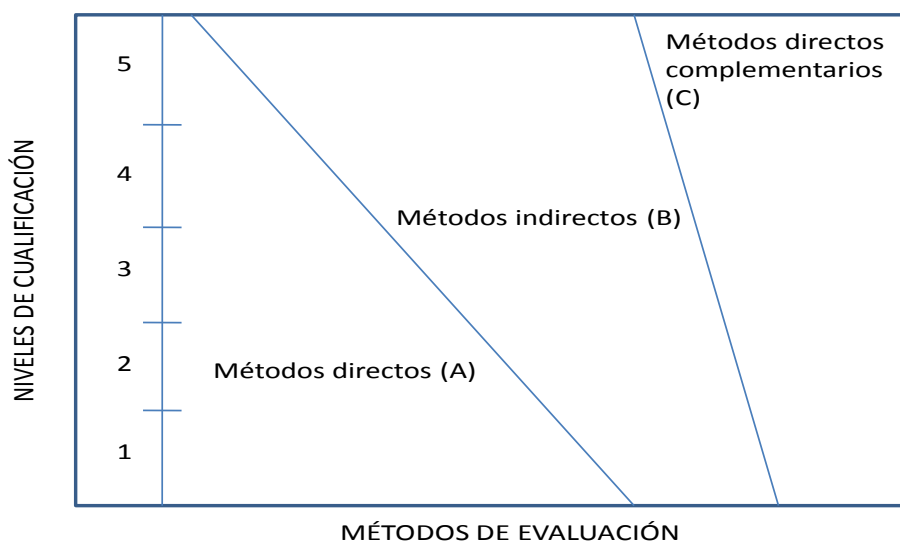 NIVELES DE CUALIFICACIÓN
5
4
3
2
1
Métodos directos
complementarios
(C)
Métodos indirectos (B)
Métodos directos (A)
MÉTODOS DE EVALUACIÓN